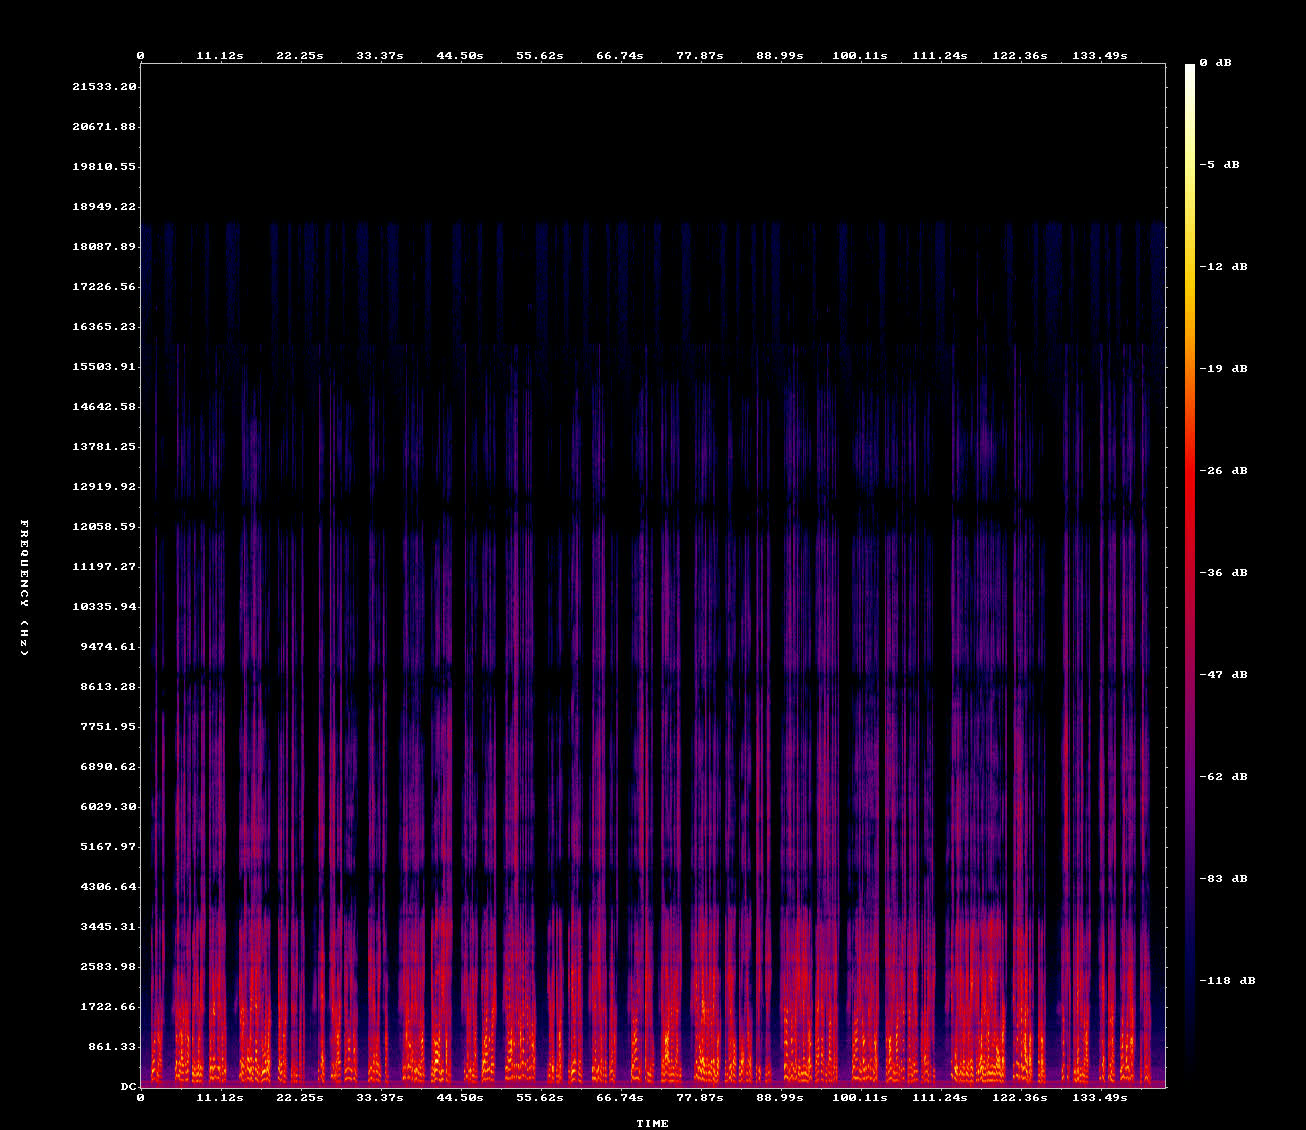 0 11.12s 22.25s 33.37s 44.50s 55.62s 66.74s 77.87s 88.99s 100.11s 111.24s 122.36s 133.49s
0 dB
21533.20
20671.88
19810.55
-5 dB
18949.22
18087.89
-12 dB
17226.56
16365.23
15503.91
-19 dB
14642.58
13781.25
-26 dB
12919.92
12058.59
11197.27
-36 dB
10335.94
9474.61
-47 dB
8613.28
7751.95
6890.62
-62 dB
6029.30
5167.97
4306.64
-83 dB
3445.31
2583.98
-118 dB
1722.66
861.33
DC
FREQUENCY (Hz)
0 11.12s 22.25s 33.37s 44.50s 55.62s 66.74s 77.87s 88.99s 100.11s 111.24s 122.36s 133.49s
TIME